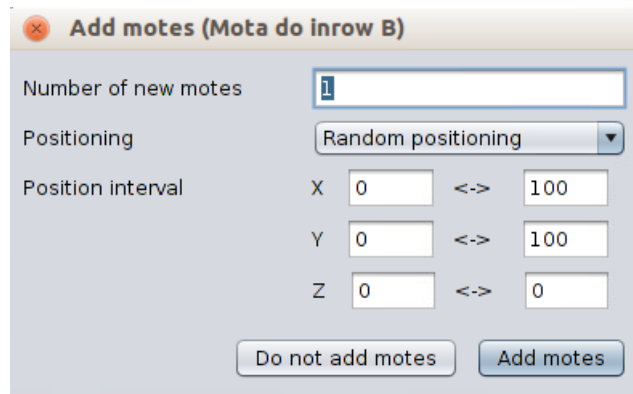 Add motes (Mota do inrow B)
Number of new motes 1
Positioning Random positioning
Position interval X 0 <-> 100
Y 0 <-> 100
Z 0 <-> 0
Do not add motes Add motes